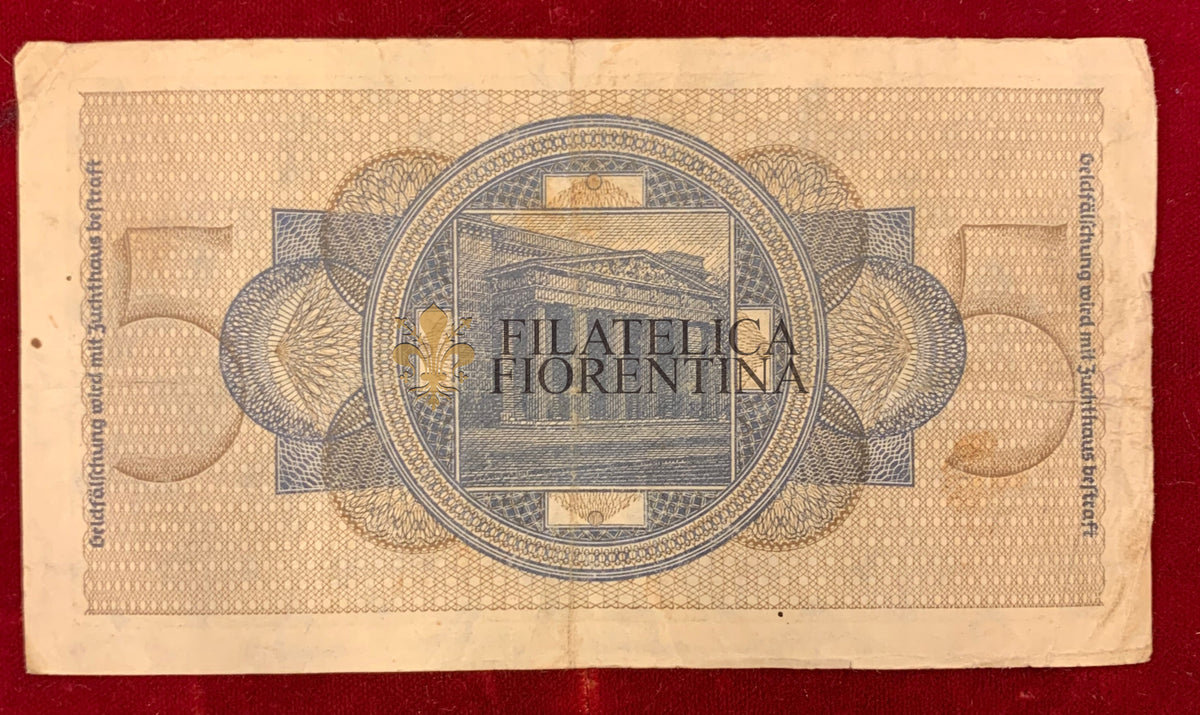 Geldfälschung wird mit Zuchthaus bestraft
5
FILATELICA
FIORENTINA
5
Geldfälschung wird mit Zuchthaus bestraft